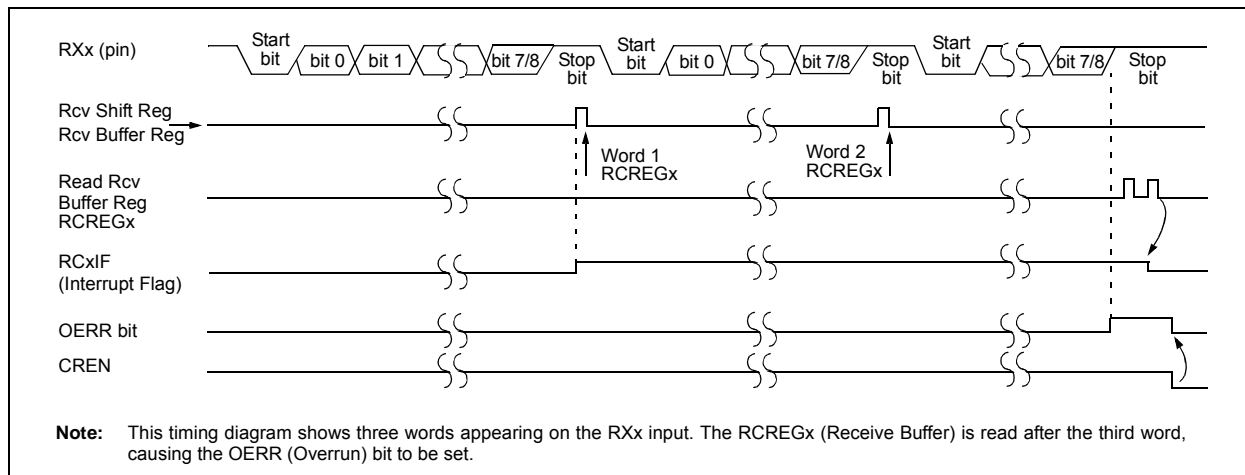 RXx (pin)
Start bit
bit 0
bit 1
bit 7/8
Stop bit
Start bit
bit 0
bit 7/8
Stop bit
Start bit
bit 7/8
Stop bit
Rcv Shift Reg
Rcv Buffer Reg
Word 1
RCREGx
Word 2
RCREGx
Read Rcv
Buffer Reg
RCREGx
RCxIF
(Interrupt Flag)
OERR bit
CREN
Note: This timing diagram shows three words appearing on the RXx input. The RCREGx (Receive Buffer) is read after the third word,
causing the OERR (Overrun) bit to be set.